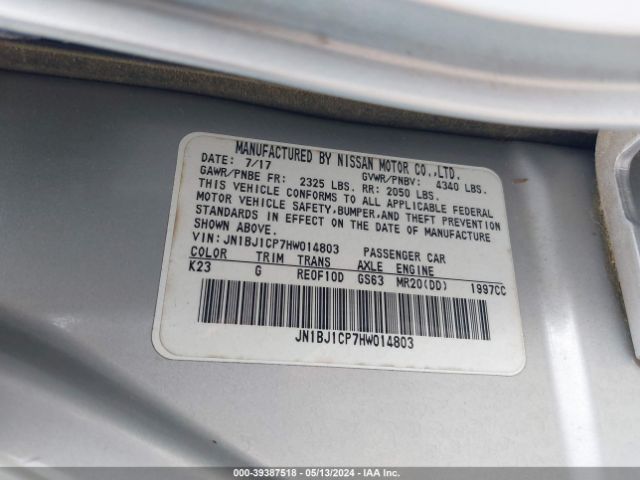 MANUFACTURED BY NISSAN MOTOR CO.,LTD.
DATE: 7/17 GVWR/PNBV: 4340 LBS.
GAWR/PNBE FR: 2325 LBS. RR: 2050 LBS.
THIS VEHICLE CONFORMS TO ALL APPLICABLE FEDERAL
MOTOR VEHICLE SAFETY,BUMPER,AND THEFT PREVENTION
STANDARDS IN EFFECT ON THE DATE OF MANUFACTURE
SHOWN ABOVE.
VIN: JN1BJ1CP7HW014803 PASSENGER CAR
COLOR TRIM TRANS AXLE ENGINE
K23 G RE0F10D GS63 MR20(DD) 1997CC
JN1BJ1CP7HW014803
000-39387518 - 05/13/2024 - IAA Inc.